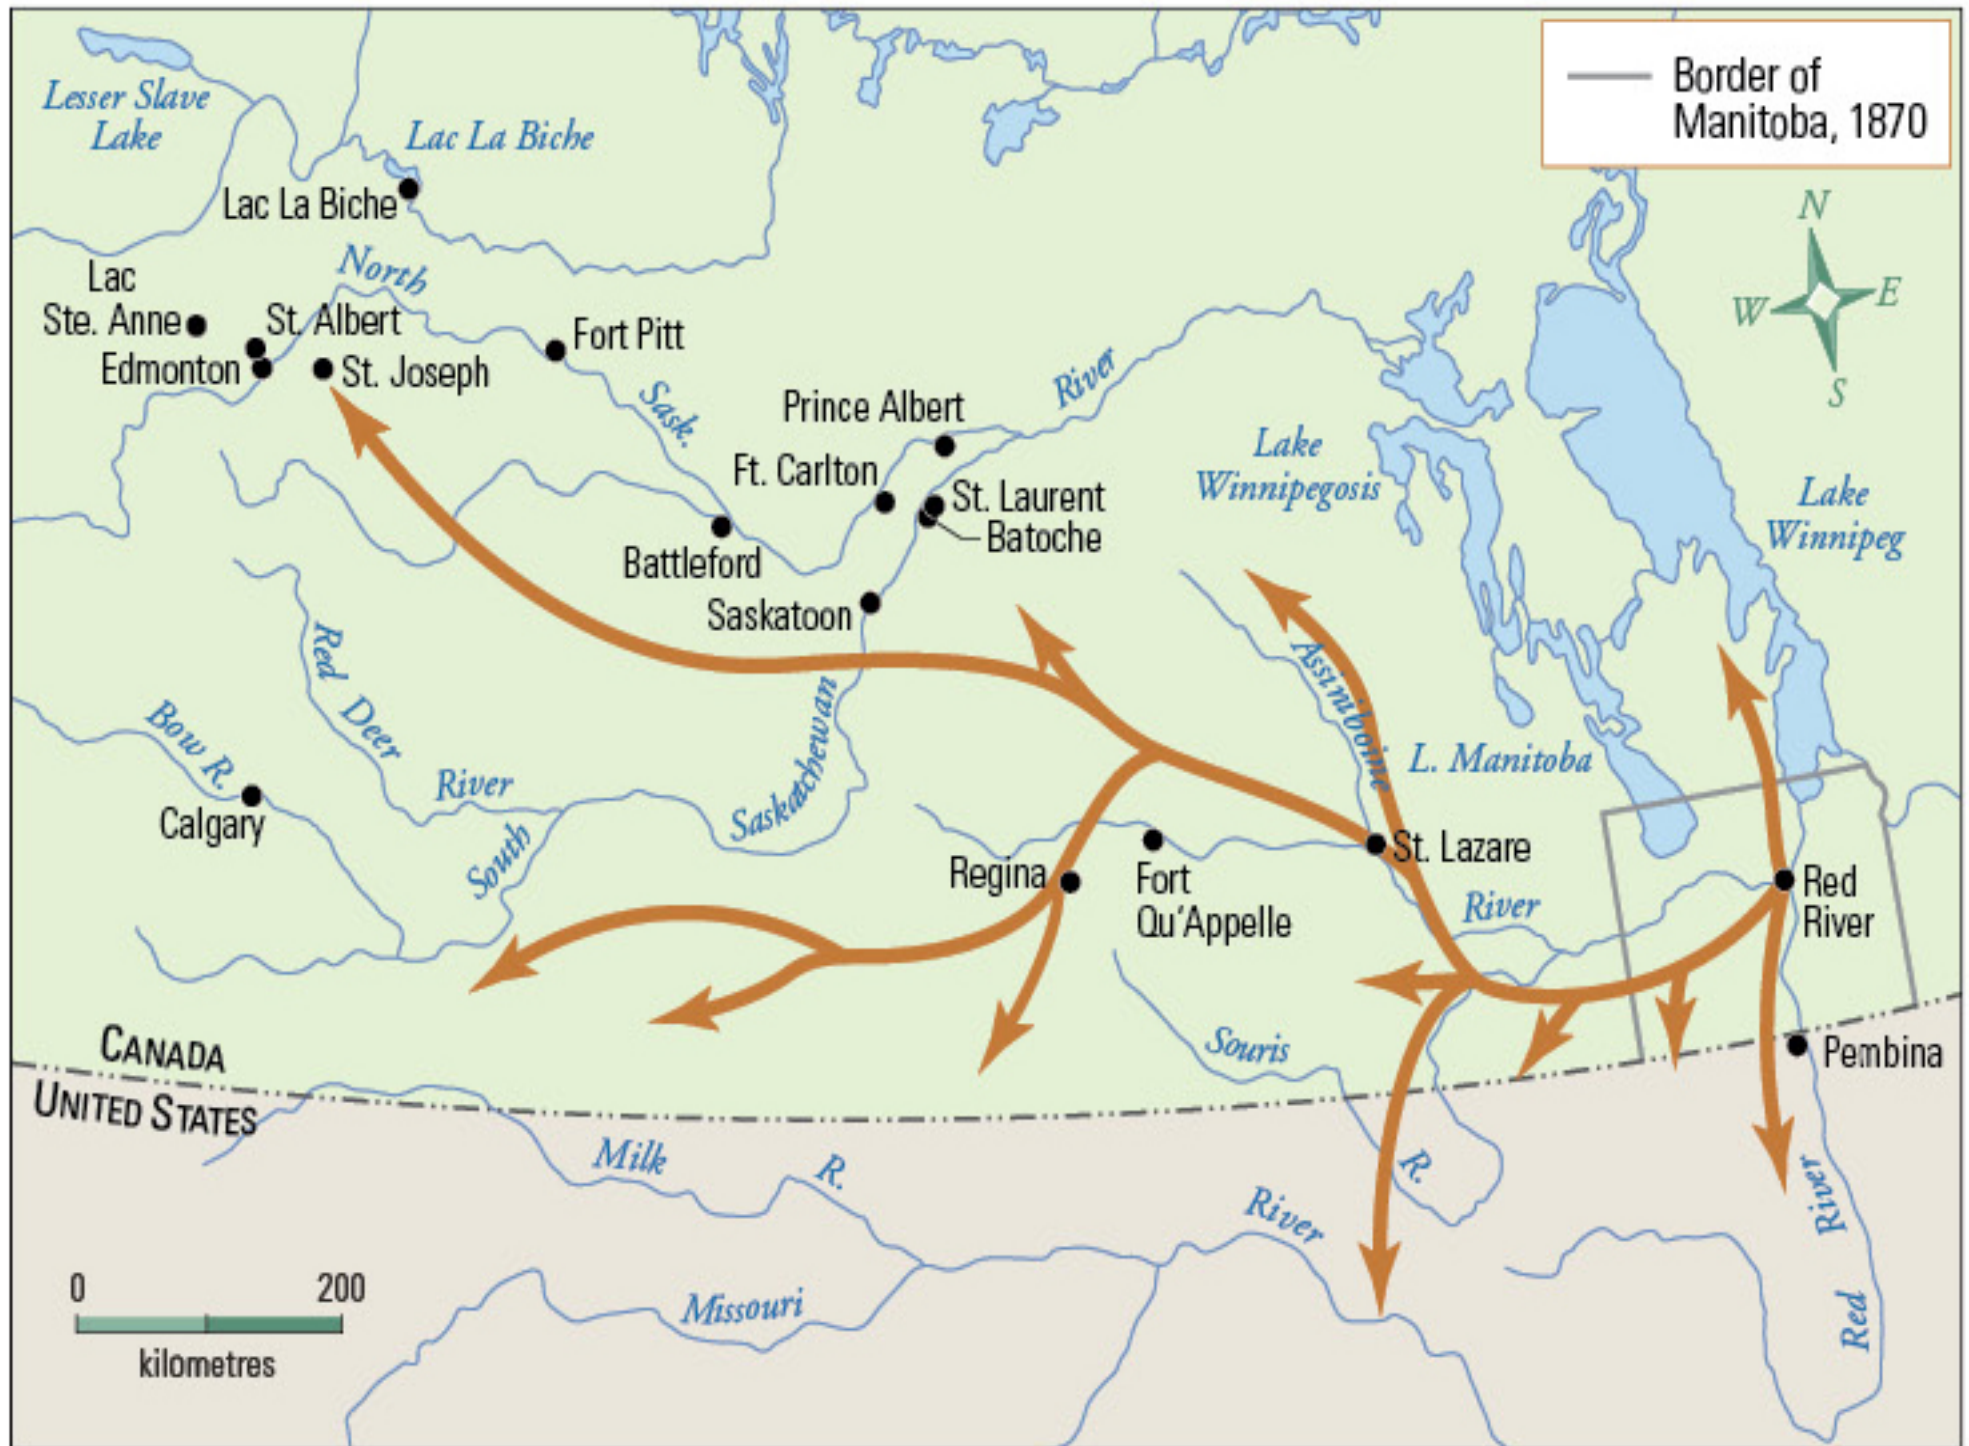 Border of
Manitoba, 1870
Lesser Slave
Lake
Lac La Biche
Lac La Biche
N
W
E
S
North
Lac
Ste. Anne
St. Albert
Edmonton
St. Joseph
Fort Pitt
Sask.
River
Prince Albert
Ft. Carlton
St. Laurent
Batoche
Battleford
Saskatoon
Lake
Winnipegosis
Lake
Winnipeg
Red
Deer
River
Bow R.
Calgary
South
Saskatchewan
Assiniboine
L. Manitoba
St. Lazare
Regina
Fort
Qu'Appelle
River
Red
River
Souris
R.
Pembina
CANADA
UNITED STATES
Milk
R.
River
Missouri
River
Red
0
200
kilometres